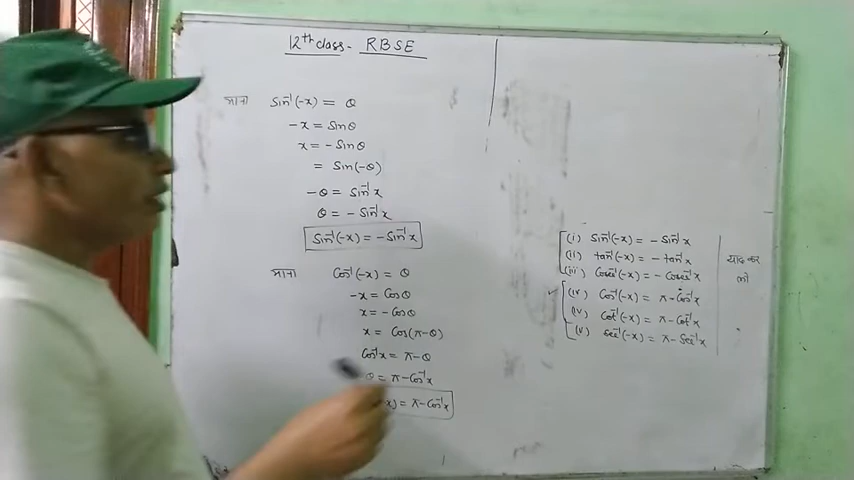 12th class - RBSE
माना sin⁻¹(-x) = θ
-x = sinθ
x = - sinθ
= sin(-θ)
-θ = sin⁻¹x
θ = - sin⁻¹x
sin⁻¹(-x) = - sin⁻¹x
माना Cos⁻¹(-x) = θ
-x = Cosθ
x = - Cosθ
x = Cos(π-θ)
Cos⁻¹x = π-θ
θ = π - Cos⁻¹x
x) = π - Cos⁻¹x
(i) sin⁻¹(-x) = - sin⁻¹x
(ii) tan⁻¹(-x) = - tan⁻¹x
(iii) Cosec⁻¹(-x) = - Cosec⁻¹x
(iv) Cos⁻¹(-x) = π - Cos⁻¹x
(iv) Cot⁻¹(-x) = π - Cot⁻¹x
(v) sec⁻¹(-x) = π - sec⁻¹x
याद कर
लो